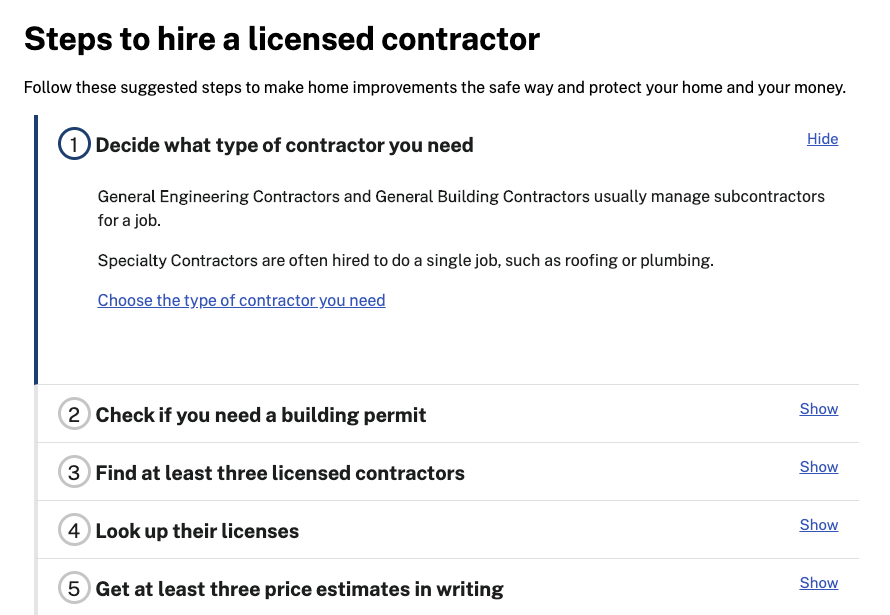 Steps to hire a licensed contractor
Follow these suggested steps to make home improvements the safe way and protect your home and your money.
1 Decide what type of contractor you need Hide
General Engineering Contractors and General Building Contractors usually manage subcontractors
for a job.
Specialty Contractors are often hired to do a single job, such as roofing or plumbing.
Choose the type of contractor you need
2 Check if you need a building permit Show
3 Find at least three licensed contractors Show
4 Look up their licenses Show
5 Get at least three price estimates in writing Show